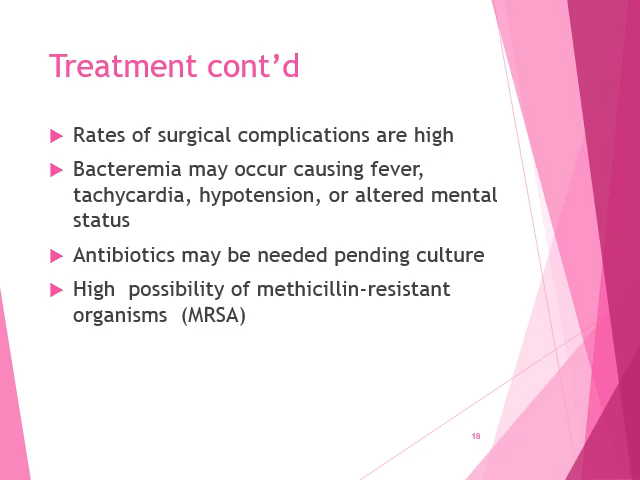 Treatment cont’d
Rates of surgical complications are high
Bacteremia may occur causing fever,
tachycardia, hypotension, or altered mental
status
Antibiotics may be needed pending culture
High  possibility of methicillin-resistant
organisms  (MRSA)
18